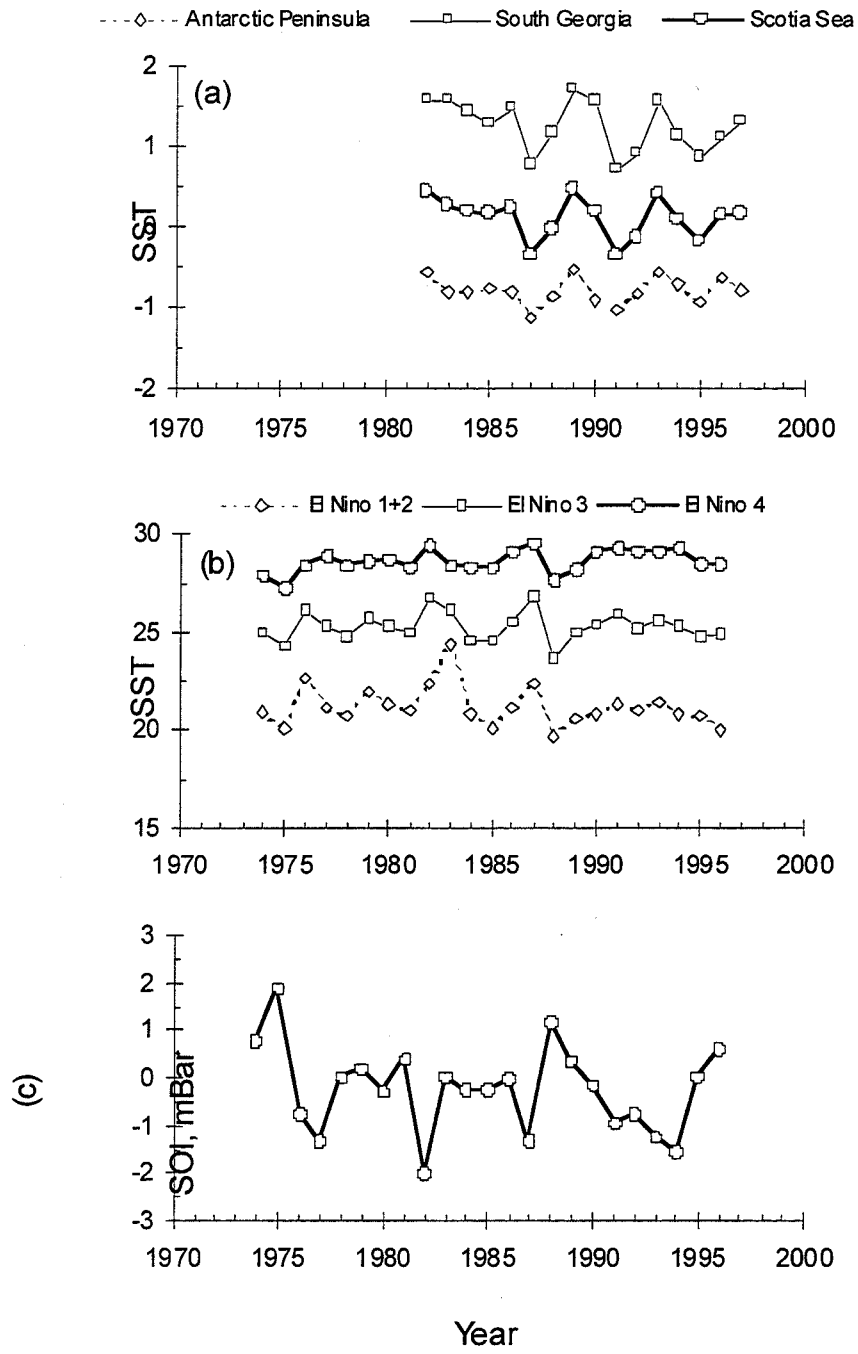 Antarctic Peninsula South Georgia Scotia Sea
(a)
SST
2
1
0
-1
-2
1970 1975 1980 1985 1990 1995 2000
El Nino 1+2 El Nino 3 El Nino 4
(b)
SST
30
25
20
15
1970 1975 1980 1985 1990 1995 2000
(c)
SOI, mBar
3
2
1
0
-1
-2
-3
1970 1975 1980 1985 1990 1995 2000
Year